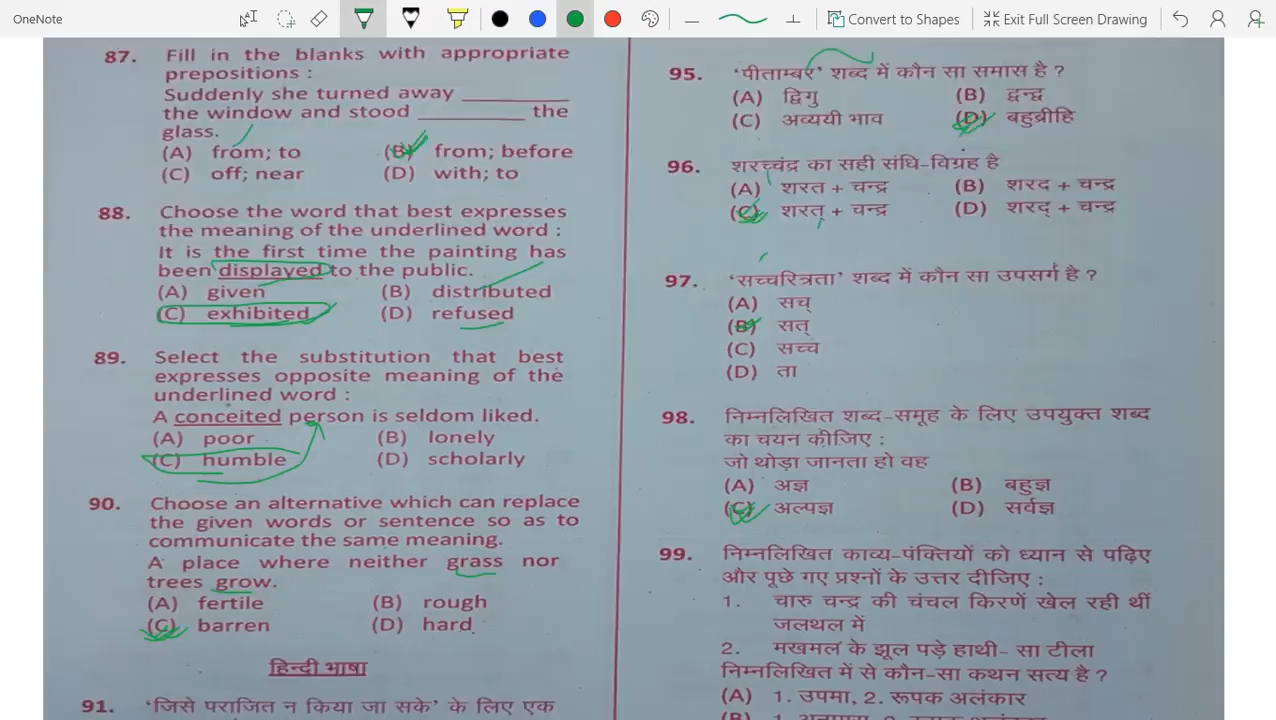 OneNote
Convert to Shapes
Exit Full Screen Drawing
87. Fill in the blanks with appropriate
prepositions :
Suddenly she turned away ________
the window and stood ________ the
glass.
(A) from; to (B) from; before
(C) off; near (D) with; to
88. Choose the word that best expresses
the meaning of the underlined word :
It is the first time the painting has
been displayed to the public.
(A) given (B) distributed
(C) exhibited (D) refused
89. Select the substitution that best
expresses opposite meaning of the
underlined word :
A conceited person is seldom liked.
(A) poor (B) lonely
(C) humble (D) scholarly
90. Choose an alternative which can replace
the given words or sentence so as to
communicate the same meaning.
A place where neither grass nor
trees grow.
(A) fertile (B) rough
(C) barren (D) hard
हिन्दी भाषा
91. 'जिसे पराजित न किया जा सके' के लिए एक
95. 'पीताम्बर' शब्द में कौन सा समास है ?
(A) द्विगु (B) द्वन्द्व
(C) अव्ययी भाव (D) बहुब्रीहि
96. शरच्चंद्र का सही संधि-विग्रह है
(A) शरत + चन्द्र (B) शरद + चन्द्र
(C) शरत् + चन्द्र (D) शरद् + चन्द्र
97. 'सच्चरित्रता' शब्द में कौन सा उपसर्ग है ?
(A) सच्
(B) सत्
(C) सच्च
(D) ता
98. निम्नलिखित शब्द-समूह के लिए उपयुक्त शब्द
का चयन कीजिए :
जो थोड़ा जानता हो वह
(A) अज्ञ (B) बहुज्ञ
(C) अल्पज्ञ (D) सर्वज्ञ
99. निम्नलिखित काव्य-पंक्तियों को ध्यान से पढ़िए
और पूछे गए प्रश्नों के उत्तर दीजिए :
1. चारु चन्द्र की चंचल किरणें खेल रही थीं
जलथल में
2. मखमल के झूल पड़े हाथी- सा टीला
निम्नलिखित में से कौन-सा कथन सत्य है ?
(A) 1. उपमा, 2. रूपक अलंकार